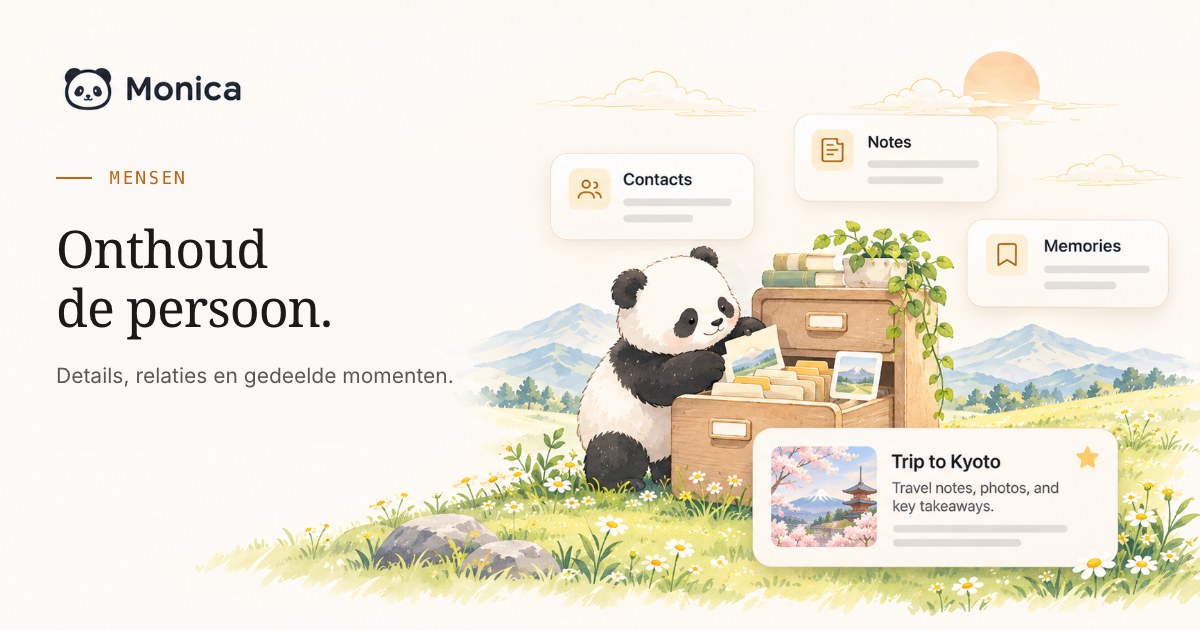 Monica
MENSEN
Onthoud
de persoon.
Details, relaties en gedeelde momenten.
Contacts
Notes
Memories
Trip to Kyoto
Travel notes, photos, and
key takeaways.